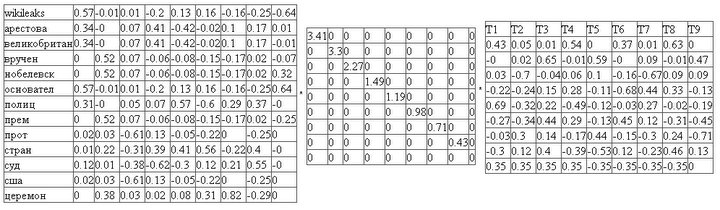 wikileaks 0.57 -0.01 0.01 -0.2 0.13 0.16 -0.16 -0.25 -0.64
арестова 0.34 -0 0.07 0.41 -0.42 -0.02 0.1 0.17 0.01
великобритан 0.34 -0 0.07 0.41 -0.42 -0.02 0.1 0.17 -0.01
вручен 0 0.52 0.07 -0.06 -0.08 -0.15 -0.17 0.02 -0.07
нобелевск 0 0.52 0.07 -0.06 -0.08 -0.15 -0.17 0.02 0.32
основател 0.57 -0.01 0.01 -0.2 0.13 0.16 -0.16 -0.25 0.64
полиц 0.31 -0 0.05 0.07 0.57 -0.6 0.29 0.37 -0
прем 0 0.52 0.07 -0.06 -0.08 -0.15 -0.17 0.02 -0.25
прот 0.02 0.03 -0.61 0.13 -0.05 -0.22 0 -0.25 0
стран 0.01 0.22 -0.31 0.39 0.41 0.56 -0.22 0.4 -0
суд 0.12 0.01 -0.38 -0.62 -0.3 0.12 0.21 0.55 -0
сша 0.02 0.03 -0.61 0.13 -0.05 -0.22 0 -0.25 0
церемон 0 0.38 0.03 0.02 0.08 0.31 0.82 -0.29 0
*
3.41 0 0 0 0 0 0 0 0
0 3.3 0 0 0 0 0 0 0
0 0 2.27 0 0 0 0 0 0
0 0 0 1.49 0 0 0 0 0
0 0 0 0 1.19 0 0 0 0
0 0 0 0 0 0.98 0 0 0
0 0 0 0 0 0 0.71 0 0
0 0 0 0 0 0 0 0.43 0
0 0 0 0 0 0 0 0 0
*
T1 T2 T3 T4 T5 T6 T7 T8 T9
0.43 0.05 0.01 0.54 0 0.37 0.01 0.63 0
-0 0.02 0.65 -0.01 0.59 -0 0.09 -0.01 0.47
0.03 -0.7 -0.04 0.06 0.1 -0.16 -0.67 0.09 0.09
-0.22 -0.24 0.15 0.28 -0.11 -0.68 0.44 0.33 -0.13
0.69 -0.32 0.22 -0.49 -0.12 -0.03 0.27 -0.02 -0.19
-0.27 -0.34 0.44 0.29 -0.13 0.45 0.12 -0.31 -0.45
-0.03 0.3 0.14 -0.17 0.44 -0.15 -0.3 0.24 -0.71
-0.3 0.12 0.4 -0.39 -0.53 0.12 -0.23 0.46 0.13
0.35 0.35 0.35 0.35 0.35 0.35 0.35 0.35 0